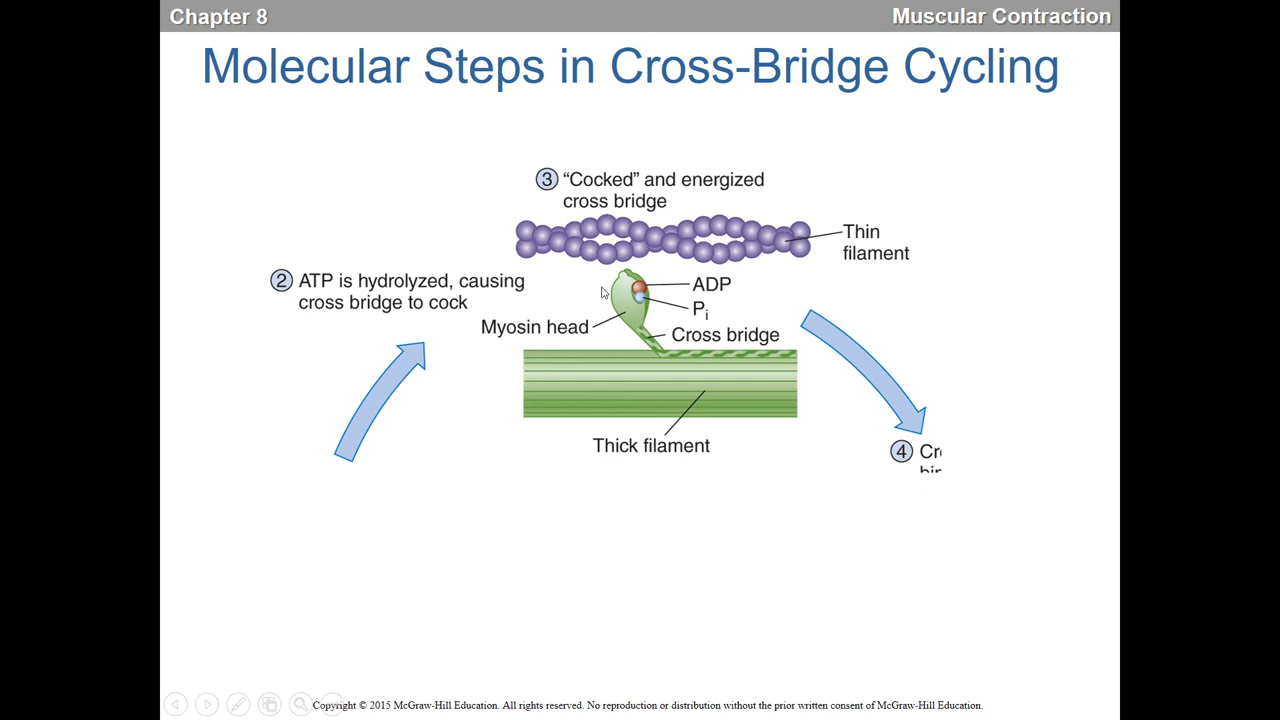 Chapter 8
Muscular Contraction
Molecular Steps in Cross-Bridge Cycling
3 “Cocked” and energized
cross bridge
Thin
filament
2 ATP is hydrolyzed, causing
cross bridge to cock
ADP
Pi
Myosin head
Cross bridge
Thick filament
4
Copyright © 2015 McGraw-Hill Education. All rights reserved. No reproduction or distribution without the prior written consent of McGraw-Hill Education.